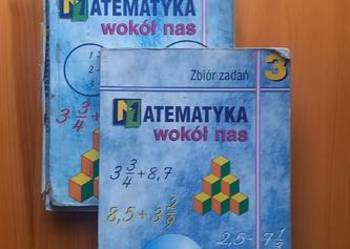 MATEMATYKA
wokół nas
3 3/4
Zbiór zadań 3
MATEMATYKA
wokół nas
3 3/4 + 8,7
8,5 + 3 2/9
2,5 - 7 1/3